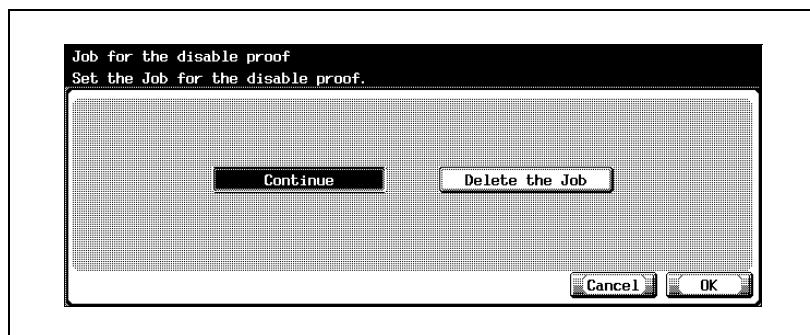 Job for the disable proof
Set the Job for the disable proof.
Continue
Delete the Job
Cancel
OK